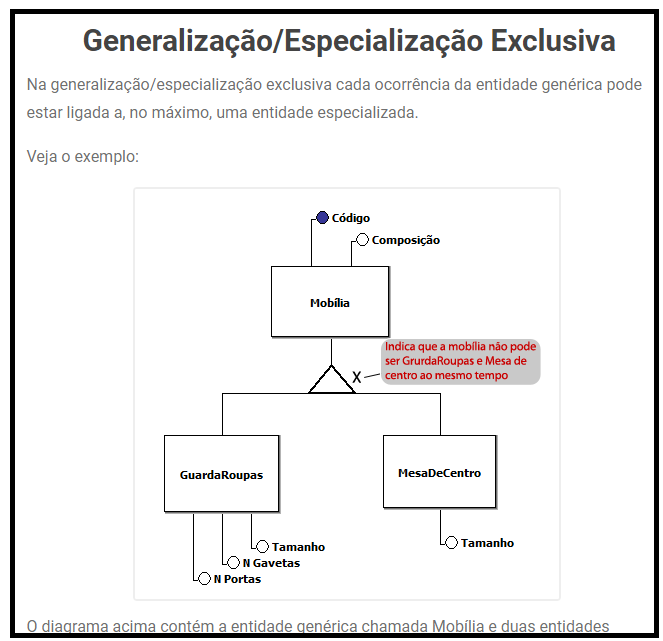 Generalização/Especialização Exclusiva
Na generalização/especialização exclusiva cada ocorrência da entidade genérica pode
estar ligada a, no máximo, uma entidade especializada.
Veja o exemplo:
Código
Composição
Mobília
Indica que a mobília não pode
ser GrurdaRoupas e Mesa de
centro ao mesmo tempo
X
GuardaRoupas
MesaDeCentro
Tamanho
N Gavetas
N Portas
Tamanho
O diagrama acima contém a entidade genérica chamada Mobília e duas entidades